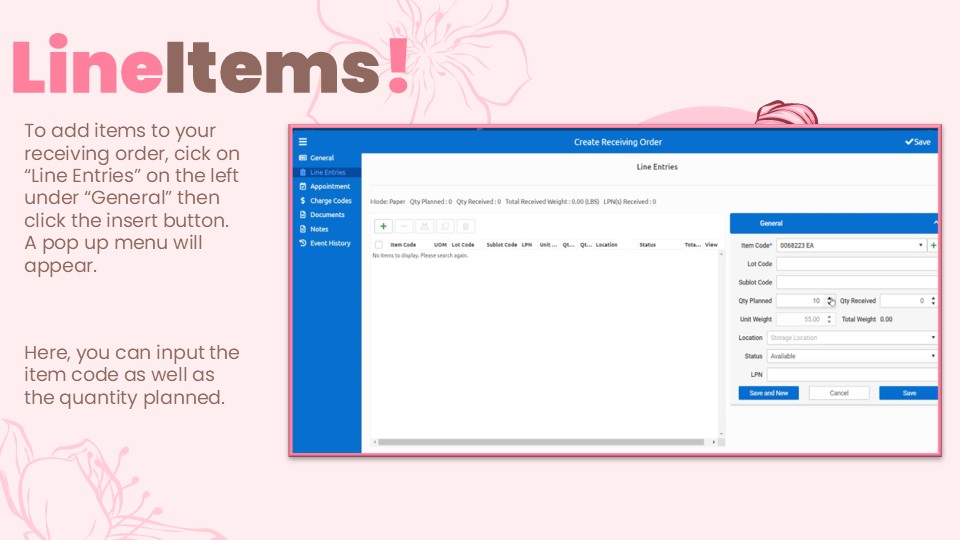 LineItems!
To add items to your
receiving order, cick on
“Line Entries” on the left
under “General” then
click the insert button.
A pop up menu will
appear.
Here, you can input the
item code as well as
the quantity planned.
Create Receiving Order
Save
General
Line Entries
Appointment
Charge Codes
Documents
Notes
Event History
Line Entries
Mode: Paper Qty Planned : 0 Qty Received : 0 Total Received Weight : 0.00 (LBS) LPN(s) Received : 0
Item Code UOM Lot Code Sublot Code LPN Unit ... Qt... Qt... Location Status Tota... View
No items to display. Please search again.
General
Item Code* 0068223 EA
Lot Code
Sublot Code
Qty Planned 10 Qty Received 0
Unit Weight 55.00 Total Weight 0.00
Location Storage Location
Status Available
LPN
Save and New Cancel Save